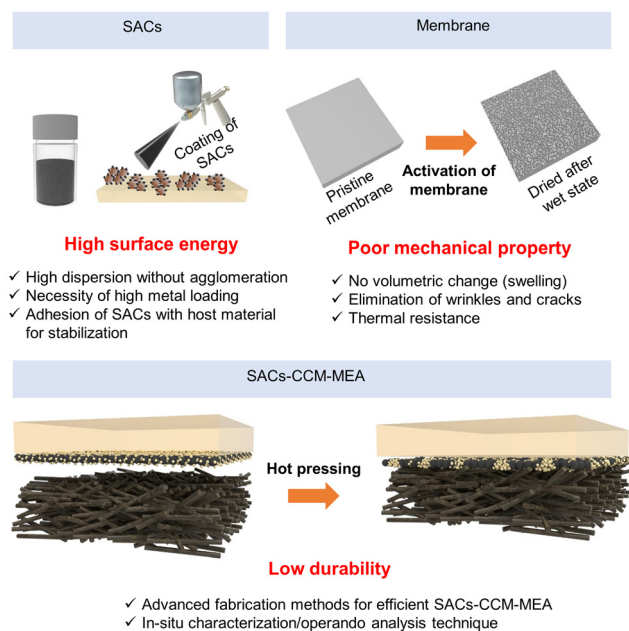 SACs
Coating of
SACs
High surface energy
✓ High dispersion without agglomeration
✓ Necessity of high metal loading
✓ Adhesion of SACs with host material
for stabilization
Membrane
Pristine
membrane
Activation of
membrane
Dried after
wet state
Poor mechanical property
✓ No volumetric change (swelling)
✓ Elimination of wrinkles and cracks
✓ Thermal resistance
SACs-CCM-MEA
Hot pressing
Low durability
✓ Advanced fabrication methods for efficient SACs-CCM-MEA
✓ In-situ characterization/operando analysis technique